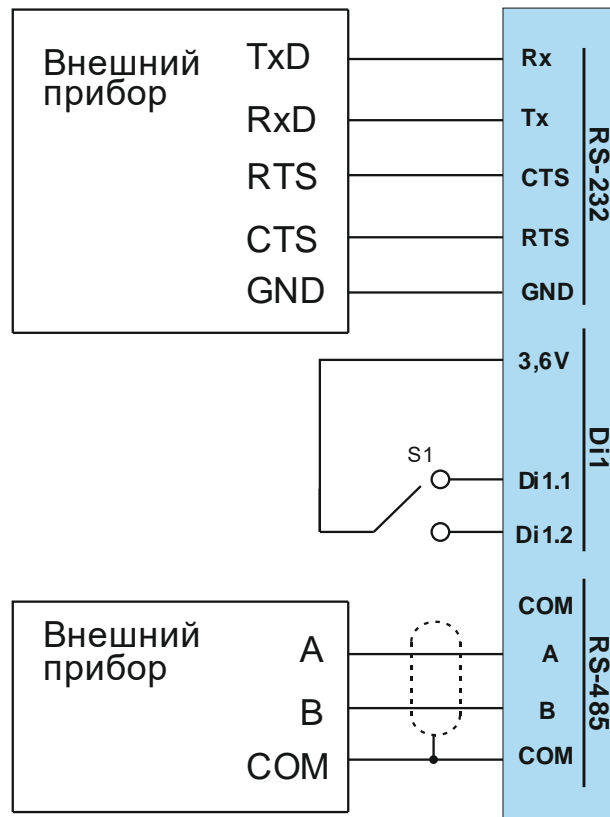 Внешний
прибор
TxD
RxD
RTS
CTS
GND
Rx
Tx
CTS
RTS
GND
RS-232
3,6V
S1
Di1.1
Di1.2
Di1
Внешний
прибор
A
B
COM
COM
A
B
COM
RS-485